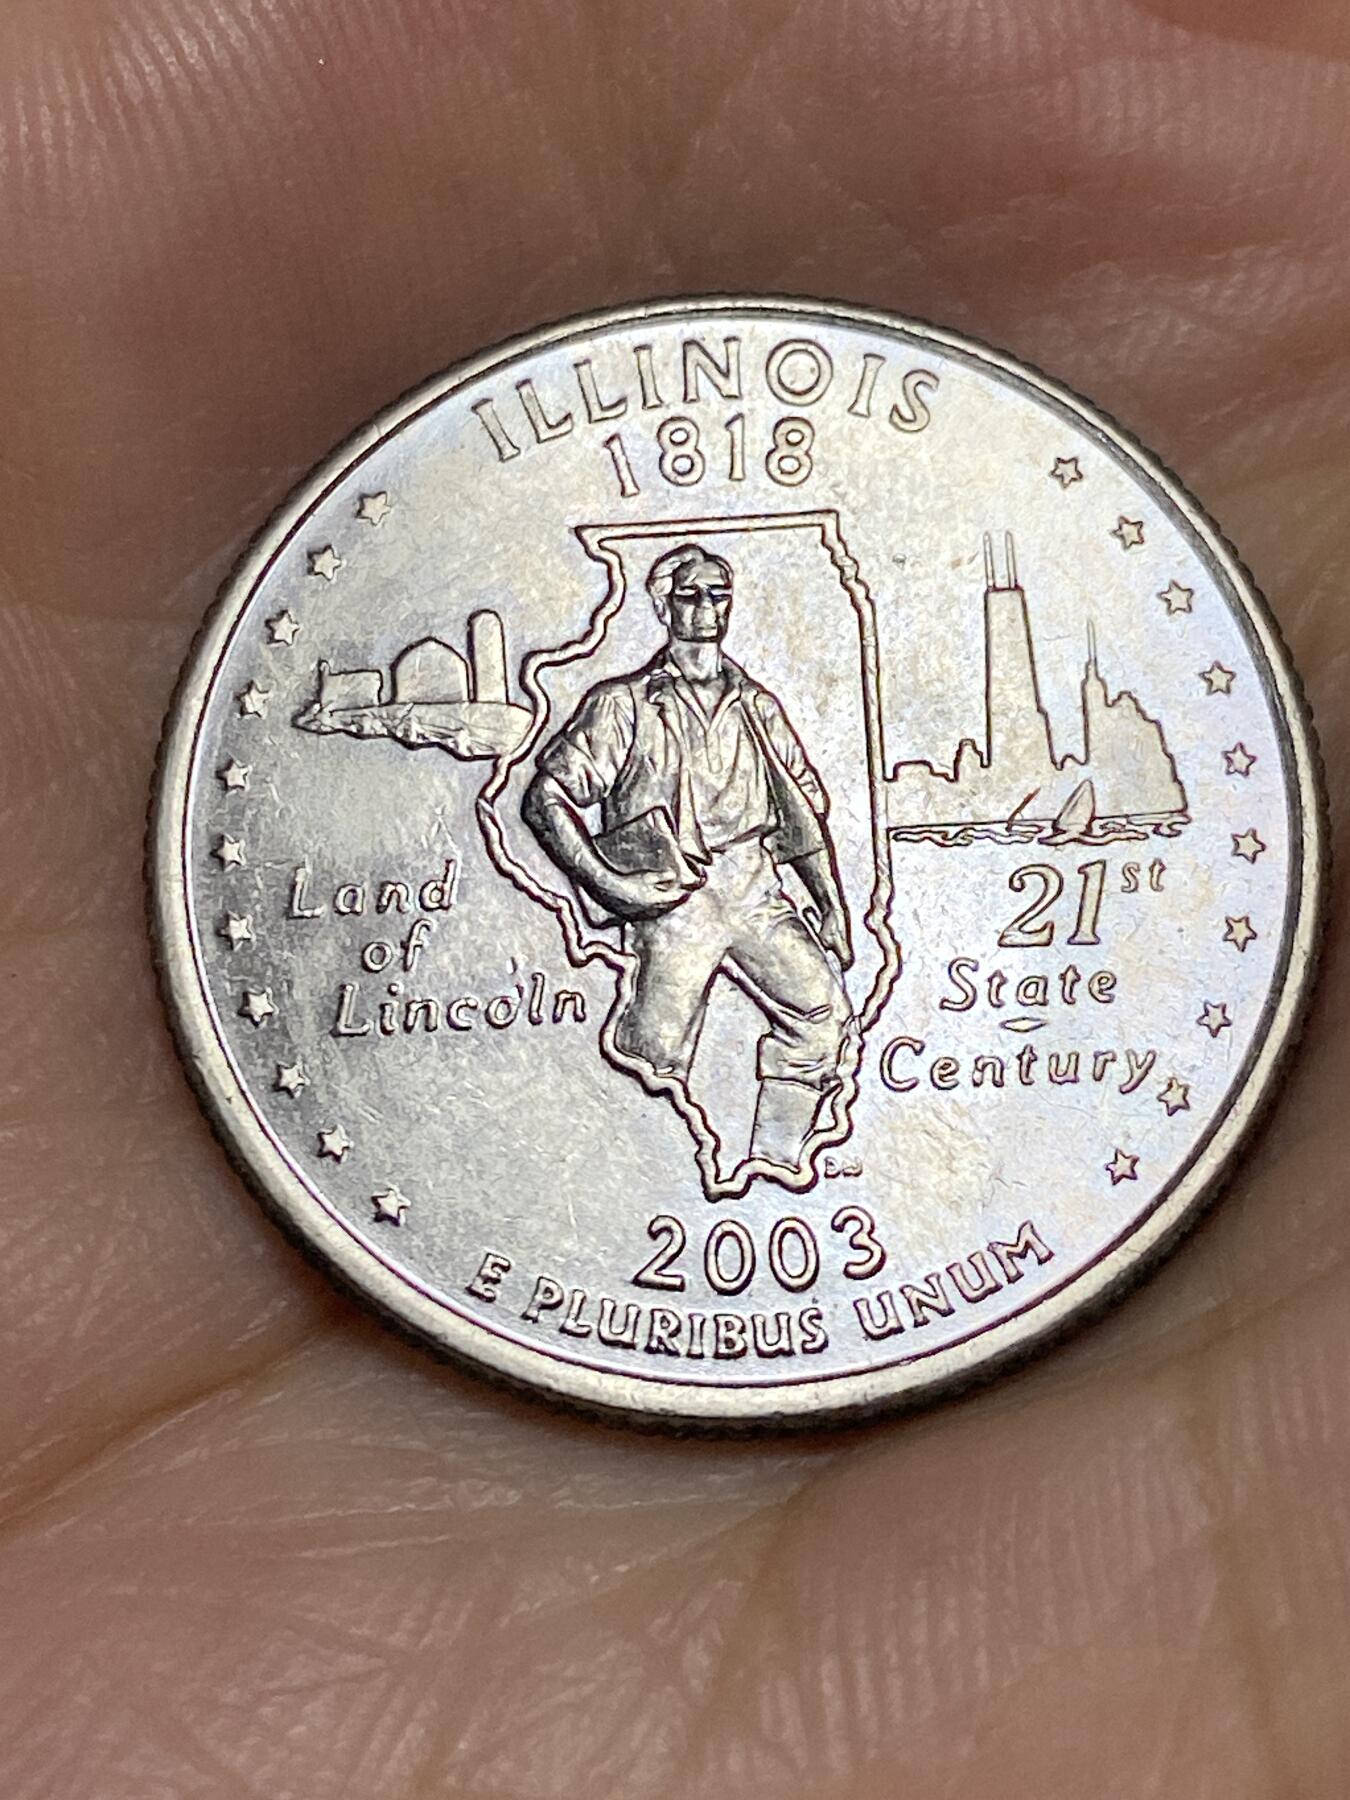 ILLINOIS
1818
Land
of
Lincoln
21st
State
Century
2003
E PLURIBUS UNUM